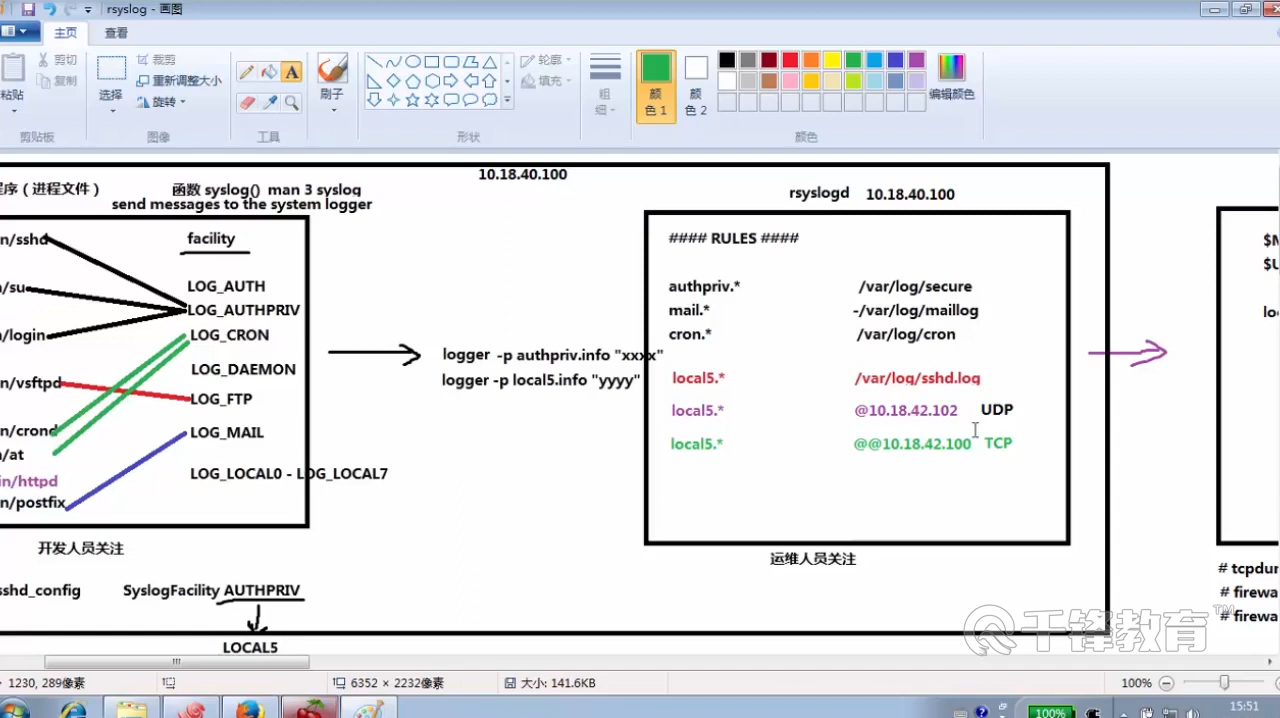 rsyslog - 画图
主页
查看
剪切
复制
粘贴
剪贴板
裁剪
重新调整大小
旋转
选择
图像
A
工具
刷子
轮廓
填充
形状
粗
细
颜
色 1
颜
色 2
编辑颜色
颜色
10.18.40.100
程序（进程文件）
函数 syslog() man 3 syslog
send messages to the system logger
rsyslogd 10.18.40.100
n/sshd
facility
#### RULES ####
n/su
LOG_AUTH
authpriv.* /var/log/secure
LOG_AUTHPRIV
mail.* -/var/log/maillog
n/login
LOG_CRON
cron.* /var/log/cron
logger -p authpriv.info "xxxx"
LOG_DAEMON
logger -p local5.info "yyyy"
local5.* /var/log/sshd.log
n/vsftpd
LOG_FTP
local5.* @10.18.42.102 UDP
n/crond
LOG_MAIL
local5.* @@10.18.42.100 TCP
n/at
in/httpd
LOG_LOCAL0 - LOG_LOCAL7
n/postfix
$M
$U
lo
开发人员关注
运维人员关注
sshd_config
SyslogFacility AUTHPRIV
LOCAL5
# tcpdum
# firewa
# firewa
千锋教育 TM
1230, 289像素
6352 × 2232像素
大小: 141.6KB
100%
100%
15:51